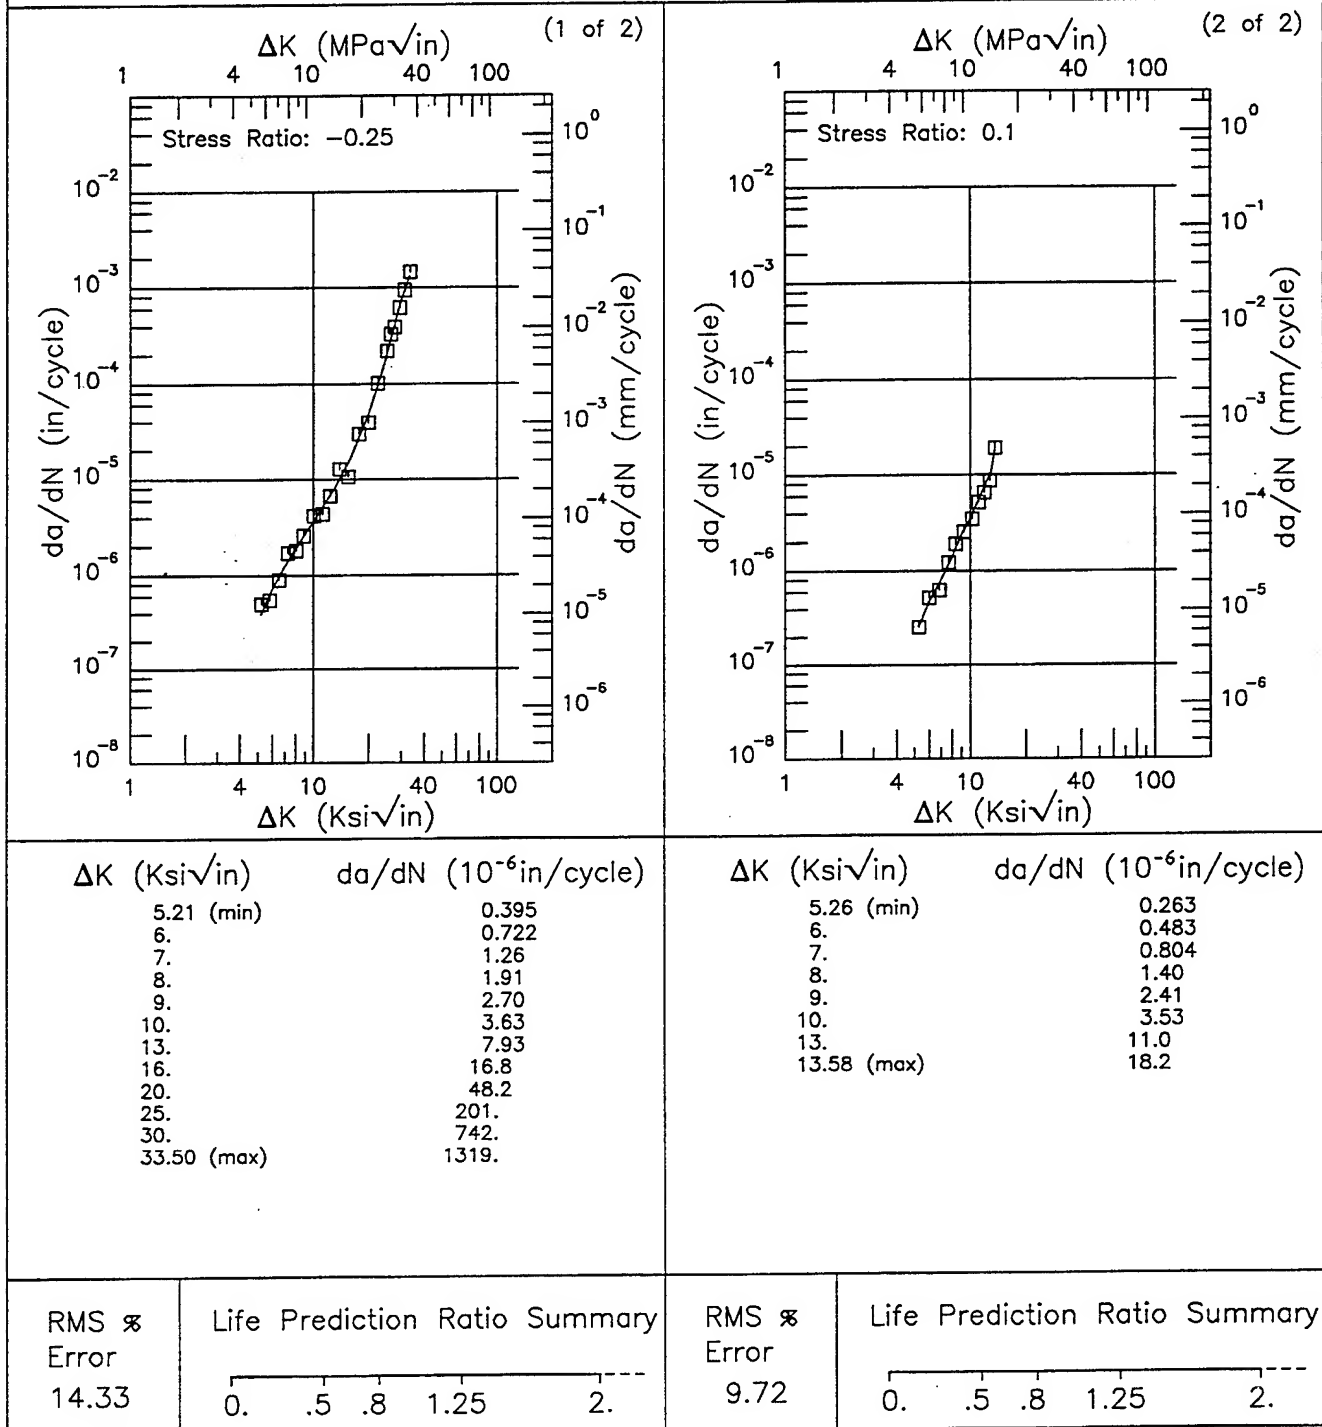 (1 of 2)
ΔK (MPa√in)
1 4 10 40 100
Stress Ratio: -0.25
10⁰
10⁻²
10⁻¹
10⁻³
10⁻²
10⁻⁴
10⁻³
10⁻⁵
10⁻⁴
10⁻⁶
10⁻⁵
10⁻⁷
10⁻⁶
10⁻⁸
da/dN (in/cycle)
da/dN (mm/cycle)
1 4 10 40 100
ΔK (Ksi√in)
ΔK (Ksi√in) da/dN (10⁻⁶in/cycle)
5.21 (min) 0.395
6. 0.722
7. 1.26
8. 1.91
9. 2.70
10. 3.63
13. 7.93
16. 16.8
20. 48.2
25. 201.
30. 742.
33.50 (max) 1319.
RMS %
Error
14.33
Life Prediction Ratio Summary
0. .5 .8 1.25 2.
(2 of 2)
ΔK (MPa√in)
1 4 10 40 100
Stress Ratio: 0.1
10⁰
10⁻²
10⁻¹
10⁻³
10⁻²
10⁻⁴
10⁻³
10⁻⁵
10⁻⁴
10⁻⁶
10⁻⁵
10⁻⁷
10⁻⁶
10⁻⁸
da/dN (in/cycle)
da/dN (mm/cycle)
1 4 10 40 100
ΔK (Ksi√in)
ΔK (Ksi√in) da/dN (10⁻⁶in/cycle)
5.26 (min) 0.263
6. 0.483
7. 0.804
8. 1.40
9. 2.41
10. 3.53
13. 11.0
13.58 (max) 18.2
RMS %
Error
9.72
Life Prediction Ratio Summary
0. .5 .8 1.25 2.